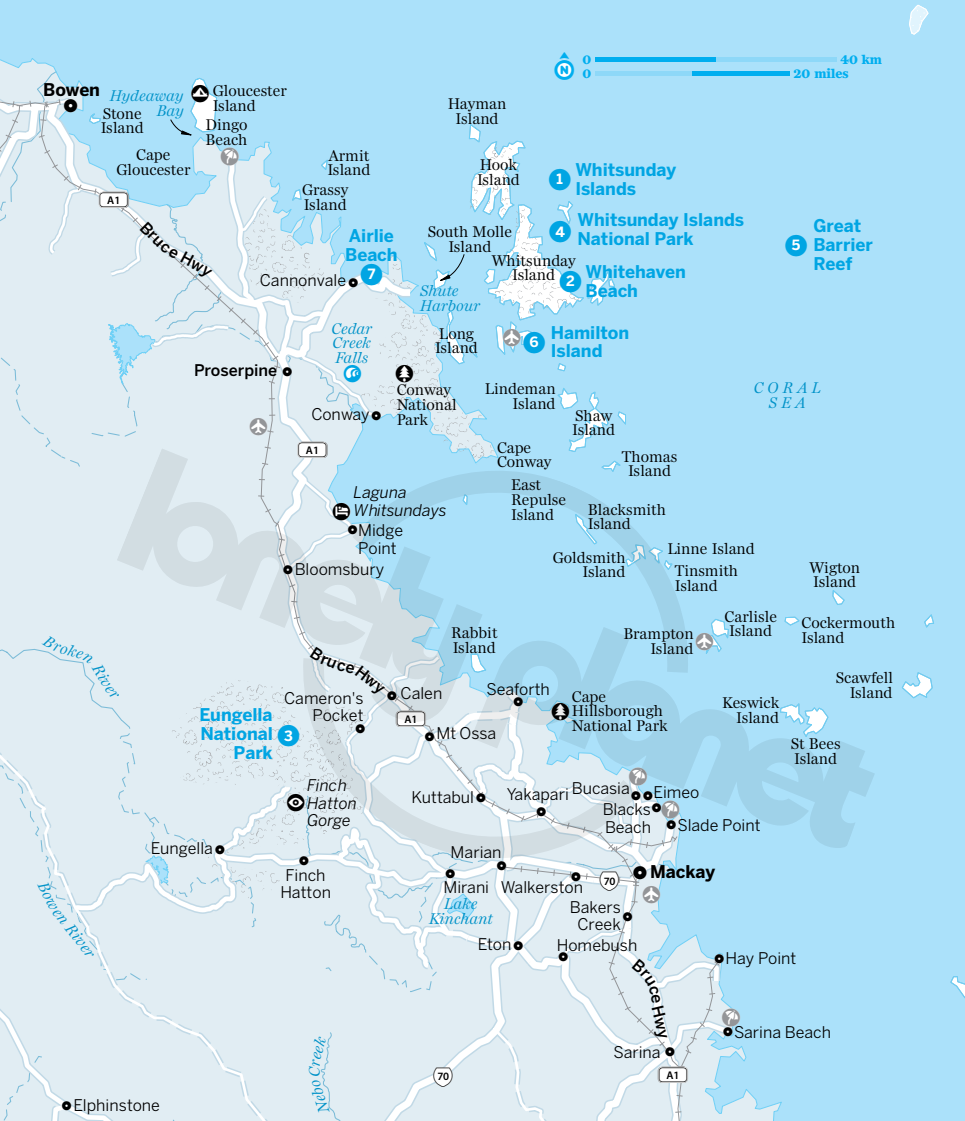 0 40 km
N
0 20 miles
Bowen
Hydeaway
Bay
Gloucester
Island
Stone
Island
Dingo
Beach
Cape
Gloucester
Hayman
Island
Armit
Island
Hook
Island
1 Whitsunday
Islands
Grassy
Island
A1
Bruce Hwy
Airlie
Beach
7
South Molle
Island
4 Whitsunday Islands
National Park
5 Great
Barrier
Reef
Whitsunday
Island
2 Whitehaven
Beach
Cannonvale
Shute
Harbour
Cedar
Creek
Falls
Long
Island
6 Hamilton
Island
Proserpine
Conway
National
Park
Lindeman
Island
CORAL
SEA
Conway
Shaw
Island
A1
Cape
Conway
Thomas
Island
Laguna
Whitsundays
East
Repulse
Island
Blacksmith
Island
Midge
Point
Goldsmith
Island
Linne Island
Tinsmith
Island
Bloomsbury
Wigton
Island
lonely planet
Carlisle
Island
Cockermouth
Island
Brampton
Island
Rabbit
Island
Broken River
Bruce Hwy
Scawfell
Island
Calen
Seaforth
Cameron's
Pocket
Cape
Hillsborough
National Park
Keswick
Island
Eungella
National
Park
3
A1
Mt Ossa
St Bees
Island
Finch
Hatton
Gorge
Kuttabul
Yakapari
Bucasia
Eimeo
Blacks
Beach
Slade Point
Eungella
Marian
Finch
Hatton
Mirani
Walkerston
70
Mackay
Lake
Kinchant
Bakers
Creek
Bowen River
Eton
Homebush
Hay Point
Bruce Hwy
Sarina Beach
Sarina
Nebo Creek
70
A1
Elphinstone